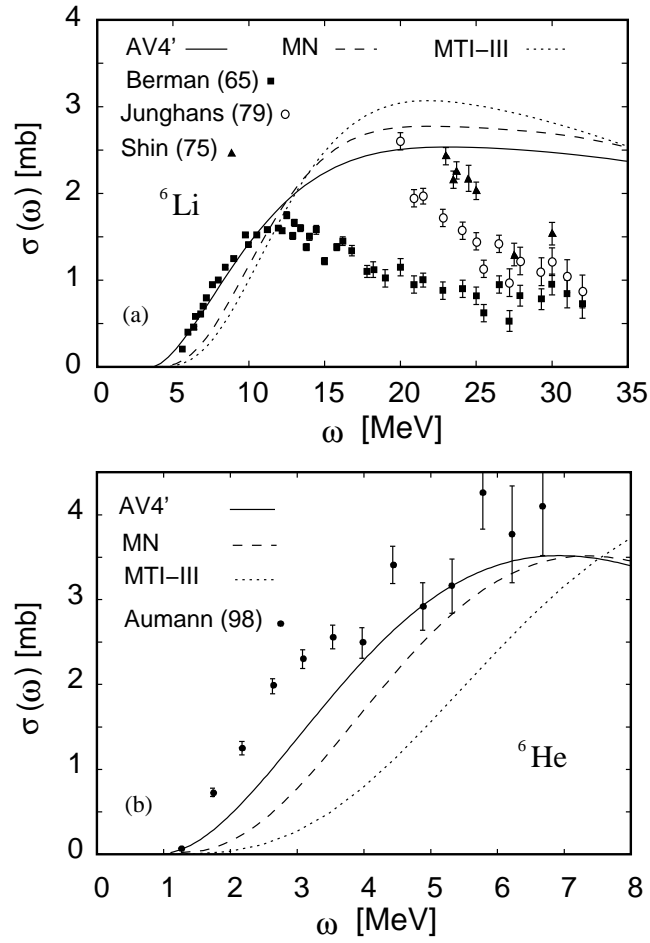 AV4' MN MTI−III
Berman (65)
Junghans (79)
Shin (75)
⁶Li
(a)
σ(ω) [mb]
4
3
2
1
0
0 5 10 15 20 25 30 35
ω [MeV]
AV4'
MN
MTI−III
Aumann (98)
⁶He
(b)
σ(ω) [mb]
4
3
2
1
0
0 1 2 3 4 5 6 7 8
ω [MeV]